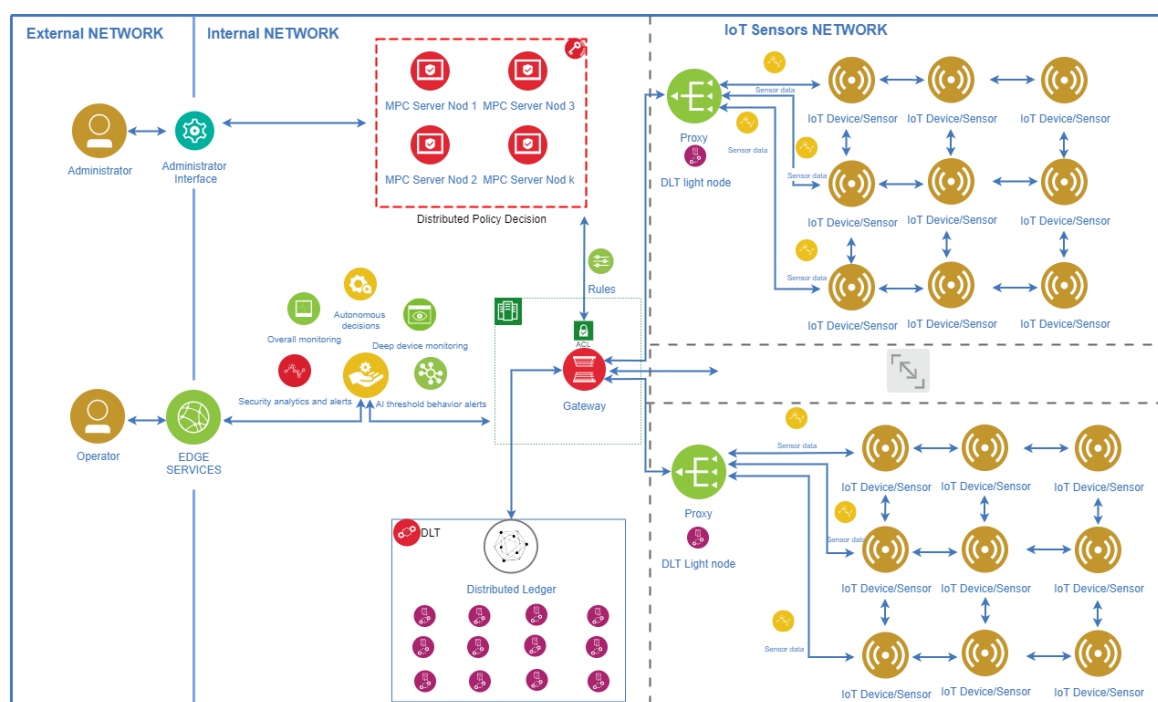 External NETWORK
Internal NETWORK
IoT Sensors NETWORK
Administrator
Administrator
Interface
MPC Server Nod 1
MPC Server Nod 3
MPC Server Nod 2
MPC Server Nod k
Distributed Policy Decision
Rules
ACL
Gateway
Overall monitoring
Autonomous
decisions
Deep device monitoring
Security analytics and alerts
AI threshold behavior alerts
Operator
EDGE
SERVICES
DLT
Distributed Ledger
Proxy
DLT light node
Sensor data
Sensor data
Sensor data
Sensor data
IoT Device/Sensor
IoT Device/Sensor
IoT Device/Sensor
IoT Device/Sensor
IoT Device/Sensor
IoT Device/Sensor
IoT Device/Sensor
IoT Device/Sensor
IoT Device/Sensor
Proxy
DLT Light node
Sensor data
Sensor data
Sensor data
IoT Device/Sensor
IoT Device/Sensor
IoT Device/Sensor
IoT Device/Sensor
IoT Device/Sensor
IoT Device/Sensor
IoT Device/Sensor
IoT Device/Sensor
IoT Device/Sensor